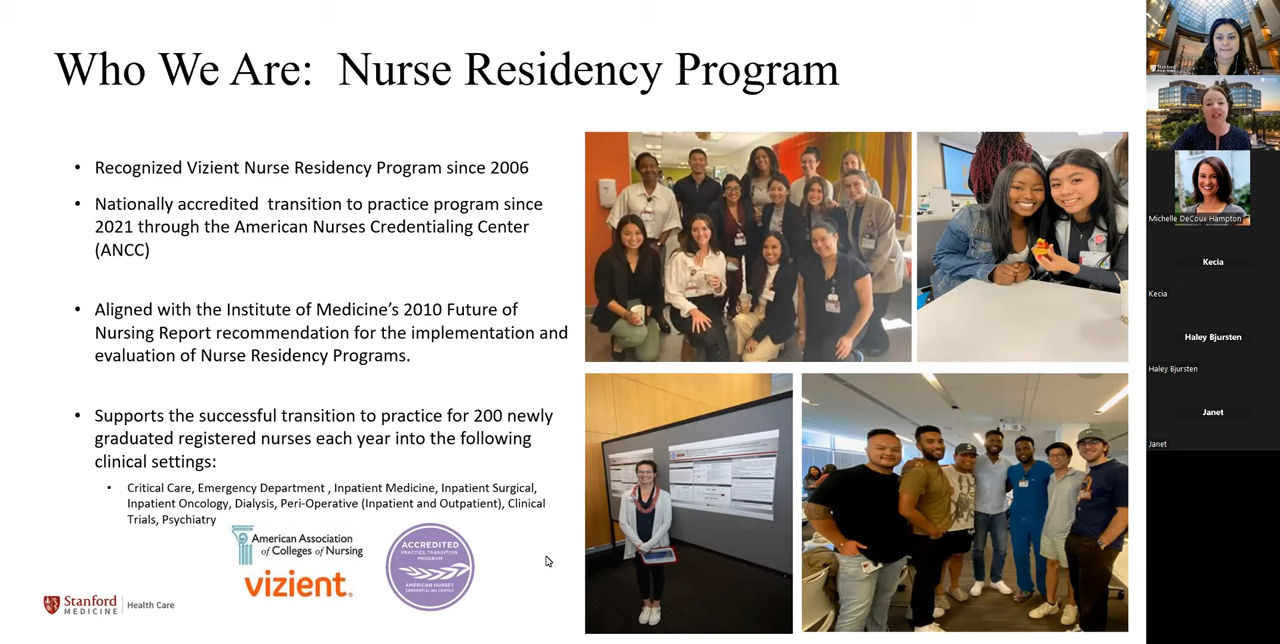 Who We Are: Nurse Residency Program
• Recognized Vizient Nurse Residency Program since 2006
• Nationally accredited transition to practice program since
2021 through the American Nurses Credentialing Center
(ANCC)
• Aligned with the Institute of Medicine’s 2010 Future of
Nursing Report recommendation for the implementation and
evaluation of Nurse Residency Programs.
• Supports the successful transition to practice for 200 newly
graduated registered nurses each year into the following
clinical settings:
• Critical Care, Emergency Department , Inpatient Medicine, Inpatient Surgical,
Inpatient Oncology, Dialysis, Peri-Operative (Inpatient and Outpatient), Clinical
Trials, Psychiatry
American Association
of Colleges of Nursing
vizient®
ACCREDITED
PRACTICE TRANSITION
PROGRAM
AMERICAN NURSES
CREDENTIALING CENTER
Stanford
MEDICINE
Health Care
Michelle DeCoux Hampton
Kecia
Kecia
Haley Bjursten
Haley Bjursten
Janet
Janet